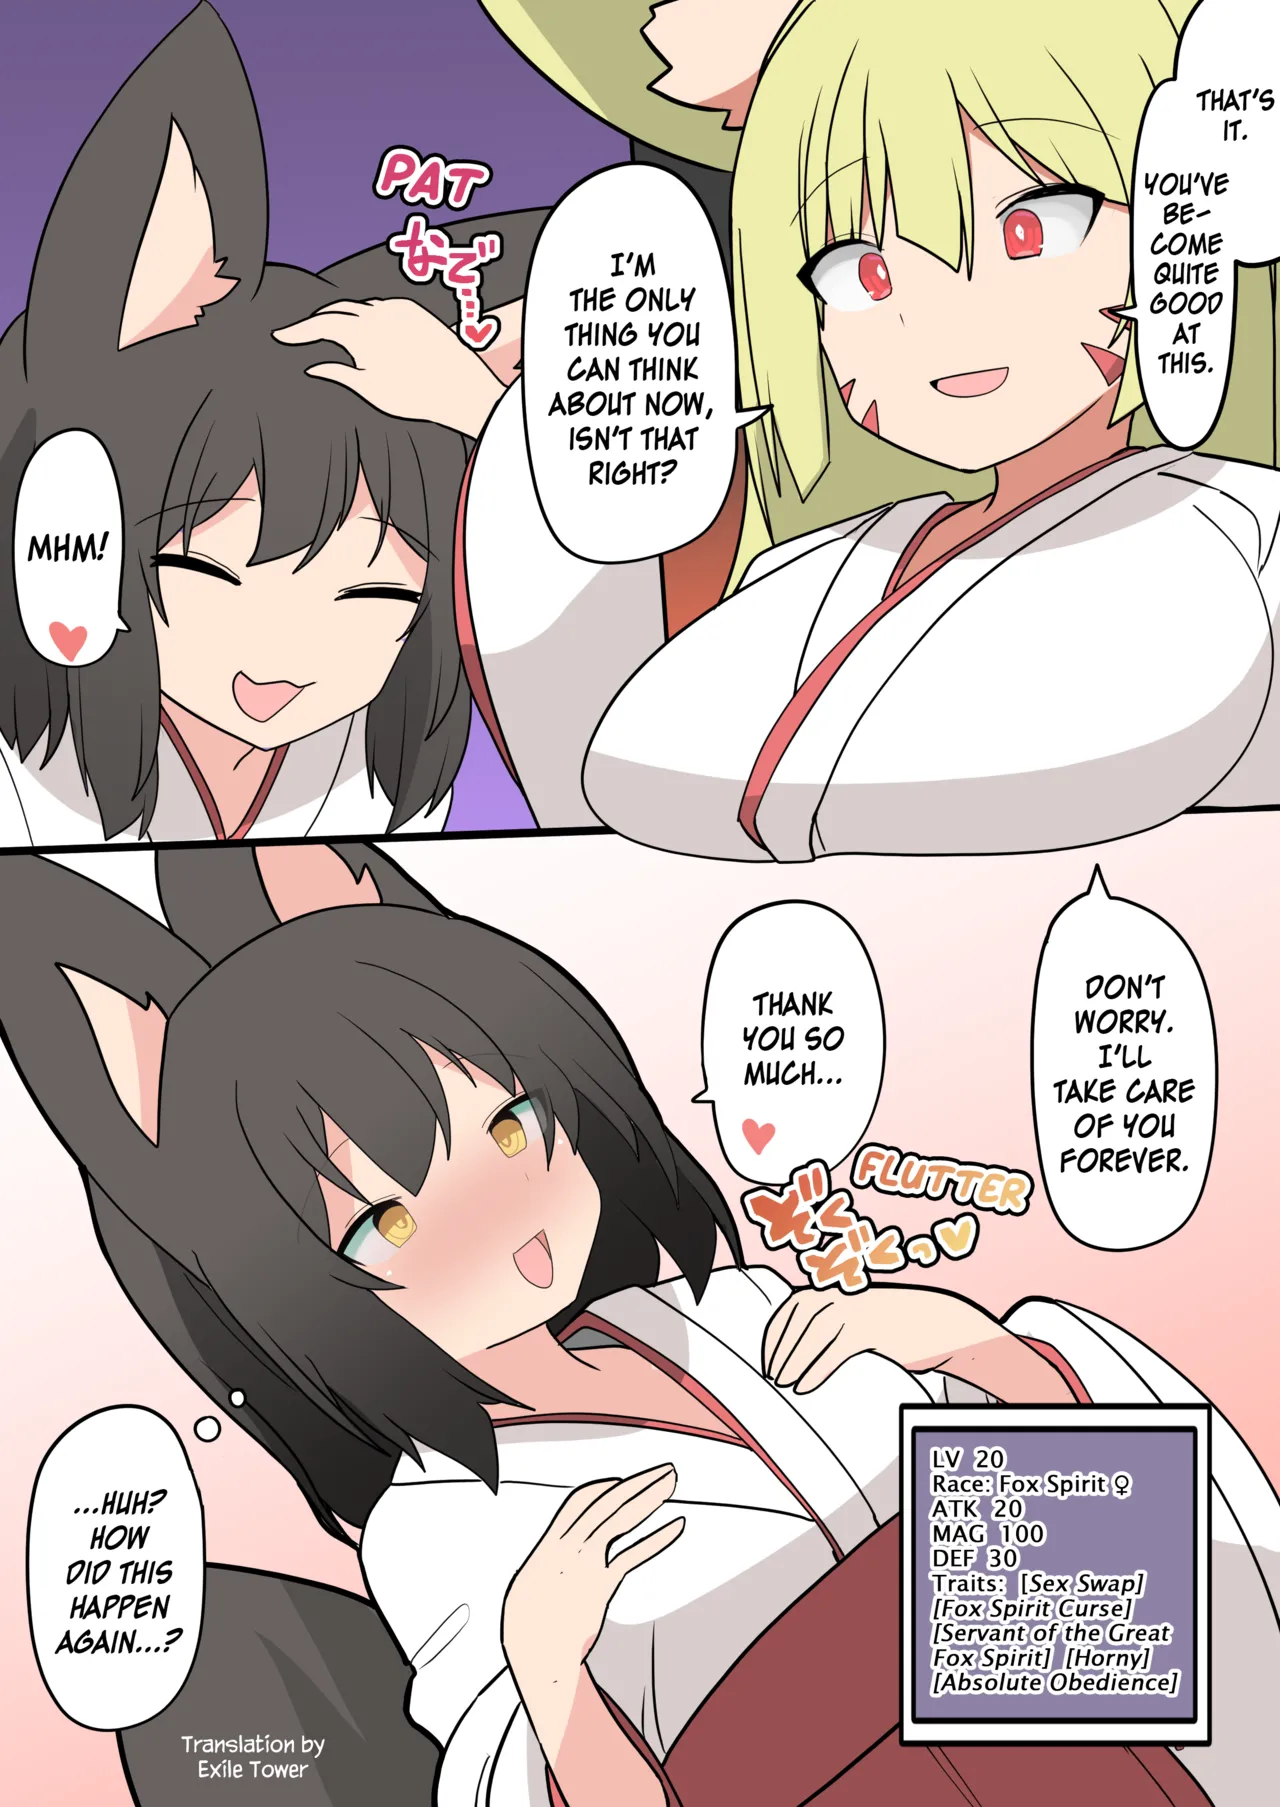 THAT'S
IT.
YOU'VE
BE-
COME
QUITE
GOOD
AT
THIS.
I'M
THE ONLY
THING YOU
CAN THINK
ABOUT NOW,
ISN'T THAT
RIGHT?
PAT
なで…♥
MHM!
♥
DON'T
WORRY.
I'LL
TAKE CARE
OF YOU
FOREVER.
THANK
YOU SO
MUCH...
♥
FLUTTER
ぞく
ぞくっ♥
...HUH?
HOW
DID THIS
HAPPEN
AGAIN...?
LV 20
Race: Fox Spirit ♀
ATK 20
MAG 100
DEF 30
Traits: [Sex Swap]
[Fox Spirit Curse]
[Servant of the Great
Fox Spirit] [Horny]
[Absolute Obedience]
Translation by
Exile Tower